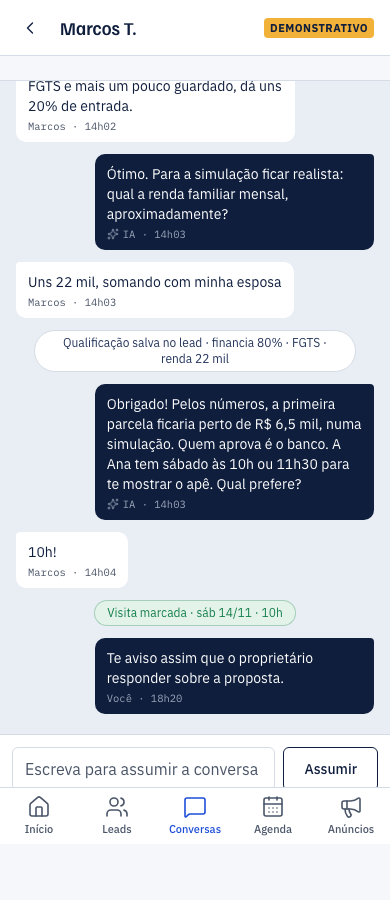 Marcos T.
DEMONSTRATIVO
FGTS e mais um pouco guardado, dá uns
20% de entrada.
Marcos · 14h02
Ótimo. Para a simulação ficar realista:
qual a renda familiar mensal,
aproximadamente?
IA · 14h03
Uns 22 mil, somando com minha esposa
Marcos · 14h03
Qualificação salva no lead · financia 80% · FGTS ·
renda 22 mil
Obrigado! Pelos números, a primeira
parcela ficaria perto de R$ 6,5 mil, numa
simulação. Quem aprova é o banco. A
Ana tem sábado às 10h ou 11h30 para
te mostrar o apê. Qual prefere?
IA · 14h03
10h!
Marcos · 14h04
Visita marcada · sáb 14/11 · 10h
Te aviso assim que o proprietário
responder sobre a proposta.
Você · 18h20
Escreva para assumir a conversa
Assumir
Início
Leads
Conversas
Agenda
Anúncios